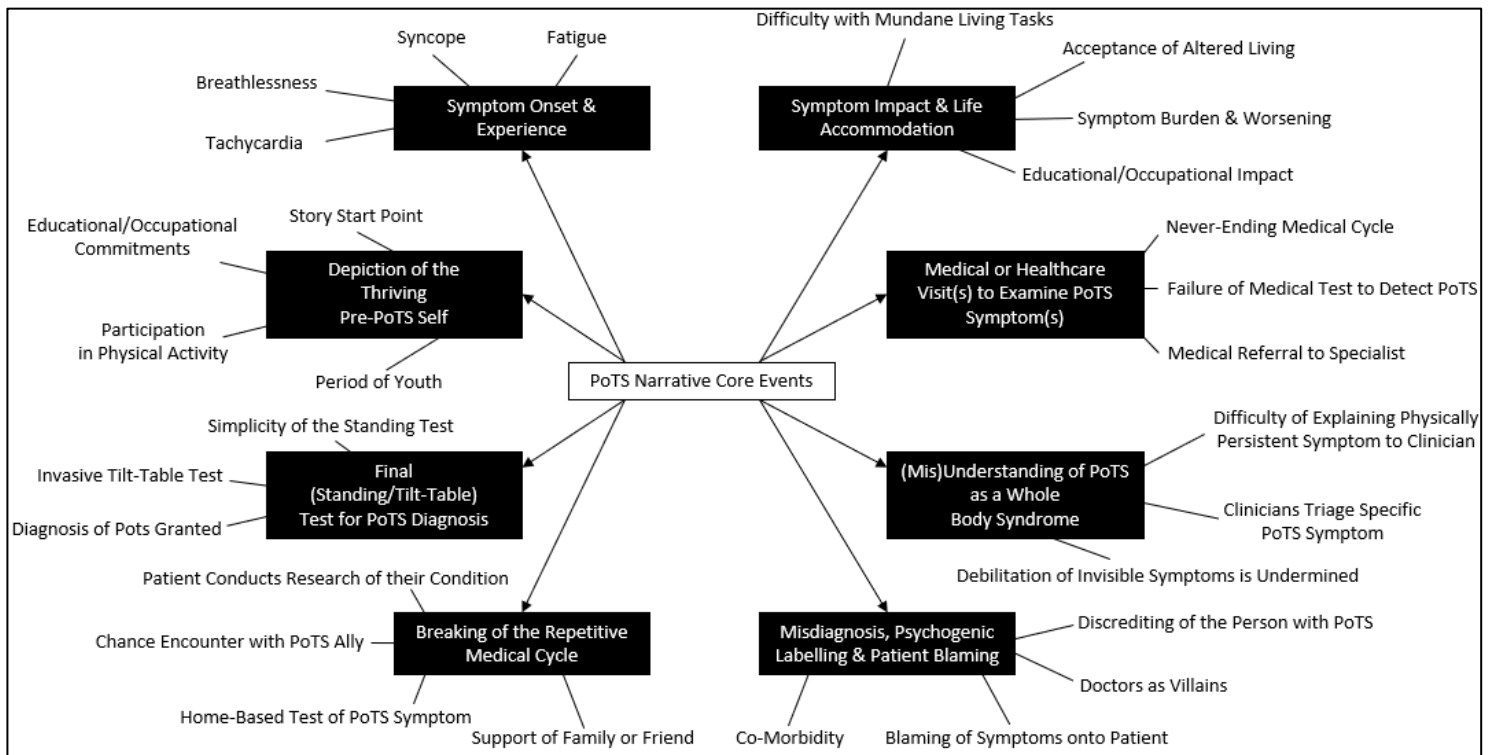 Syncope
Fatigue
Breathlessness
Tachycardia
Symptom Onset &
Experience
Difficulty with Mundane Living Tasks
Acceptance of Altered Living
Symptom Impact & Life
Accommodation
Symptom Burden & Worsening
Educational/Occupational Impact
Story Start Point
Educational/Occupational
Commitments
Depiction of the
Thriving
Pre-PoTS Self
Participation
in Physical Activity
Period of Youth
Never-Ending Medical Cycle
Medical or Healthcare
Visit(s) to Examine PoTS
Symptom(s)
Failure of Medical Test to Detect PoTS
Medical Referral to Specialist
PoTS Narrative Core Events
Simplicity of the Standing Test
Invasive Tilt-Table Test
Final
(Standing/Tilt-Table)
Test for PoTS Diagnosis
Diagnosis of Pots Granted
Difficulty of Explaining Physically
Persistent Symptom to Clinician
(Mis)Understanding of PoTS
as a Whole
Body Syndrome
Clinicians Triage Specific
PoTS Symptom
Debilitation of Invisible Symptoms is Undermined
Patient Conducts Research of their Condition
Chance Encounter with PoTS Ally
Breaking of the Repetitive
Medical Cycle
Home-Based Test of PoTS Symptom
Support of Family or Friend
Discrediting of the Person with PoTS
Misdiagnosis, Psychogenic
Labelling & Patient Blaming
Doctors as Villains
Co-Morbidity
Blaming of Symptoms onto Patient